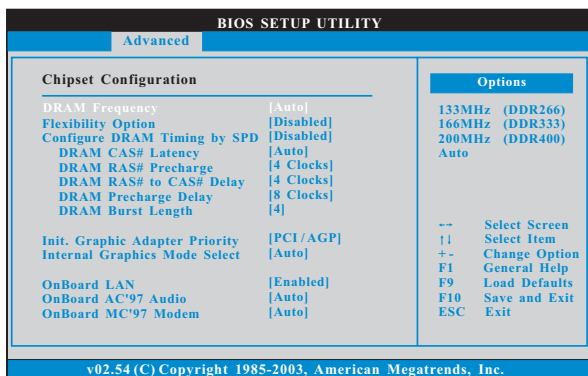 BIOS SETUP UTILITY
Advanced
Chipset Configuration
DRAM Frequency [Auto]
Flexibility Option [Disabled]
Configure DRAM Timing by SPD [Disabled]
DRAM CAS# Latency [Auto]
DRAM RAS# Precharge [4 Clocks]
DRAM RAS# to CAS# Delay [4 Clocks]
DRAM Precharge Delay [8 Clocks]
DRAM Burst Length [4]
Init. Graphic Adapter Priority [PCI/AGP]
Internal Graphics Mode Select [Auto]
OnBoard LAN [Enabled]
OnBoard AC'97 Audio [Auto]
OnBoard MC'97 Modem [Auto]
Options
133MHz (DDR266)
166MHz (DDR333)
200MHz (DDR400)
Auto
←→ Select Screen
↑↓ Select Item
+- Change Option
F1 General Help
F9 Load Defaults
F10 Save and Exit
ESC Exit
v02.54 (C) Copyright 1985-2003, American Megatrends, Inc.